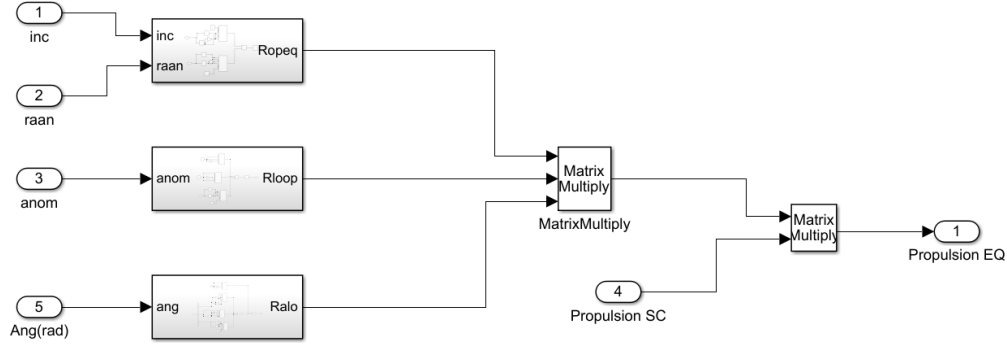 1
inc
inc
raan
Ropeq
2
raan
3
anom
anom
Rloop
Matrix
Multiply
MatrixMultiply
Matrix
Multiply
1
Propulsion EQ
4
Propulsion SC
5
Ang(rad)
ang
Ralo